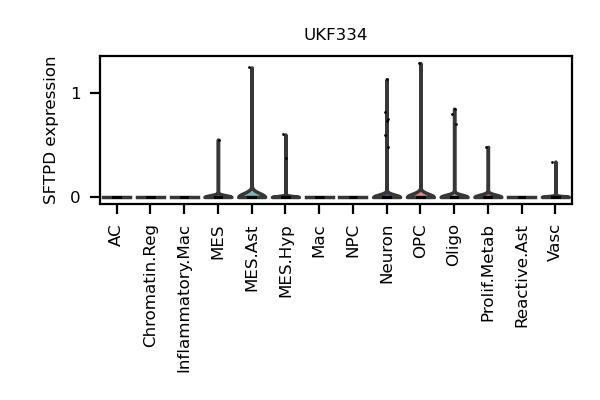 UKF334
SFTPD expression
1
0
AC
Chromatin.Reg
Inflammatory.Mac
MES
MES.Ast
MES.Hyp
Mac
NPC
Neuron
OPC
Oligo
Prolif.Metab
Reactive.Ast
Vasc